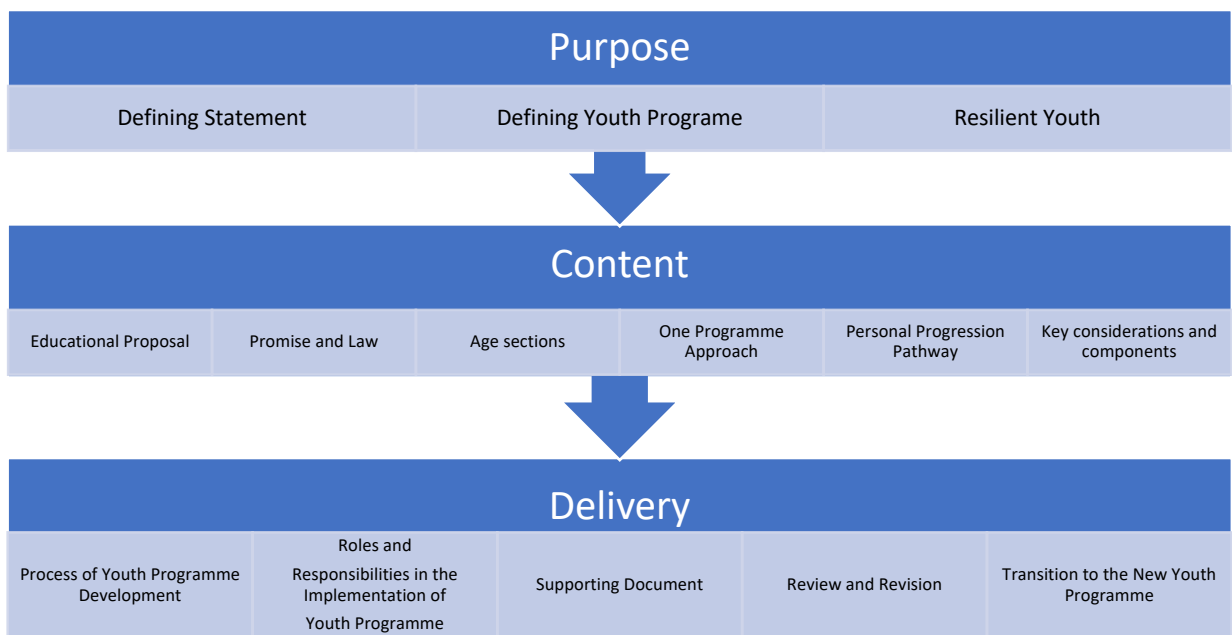 Purpose
Defining Statement
Defining Youth Programe
Resilient Youth
Content
Educational Proposal
Promise and Law
Age sections
One Programme
Approach
Personal Progression
Pathway
Key considerations and
components
Delivery
Process of Youth Programme
Development
Roles and
Responsibilities in the
Implementation of
Youth Programme
Supporting Document
Review and Revision
Transition to the New Youth
Programme